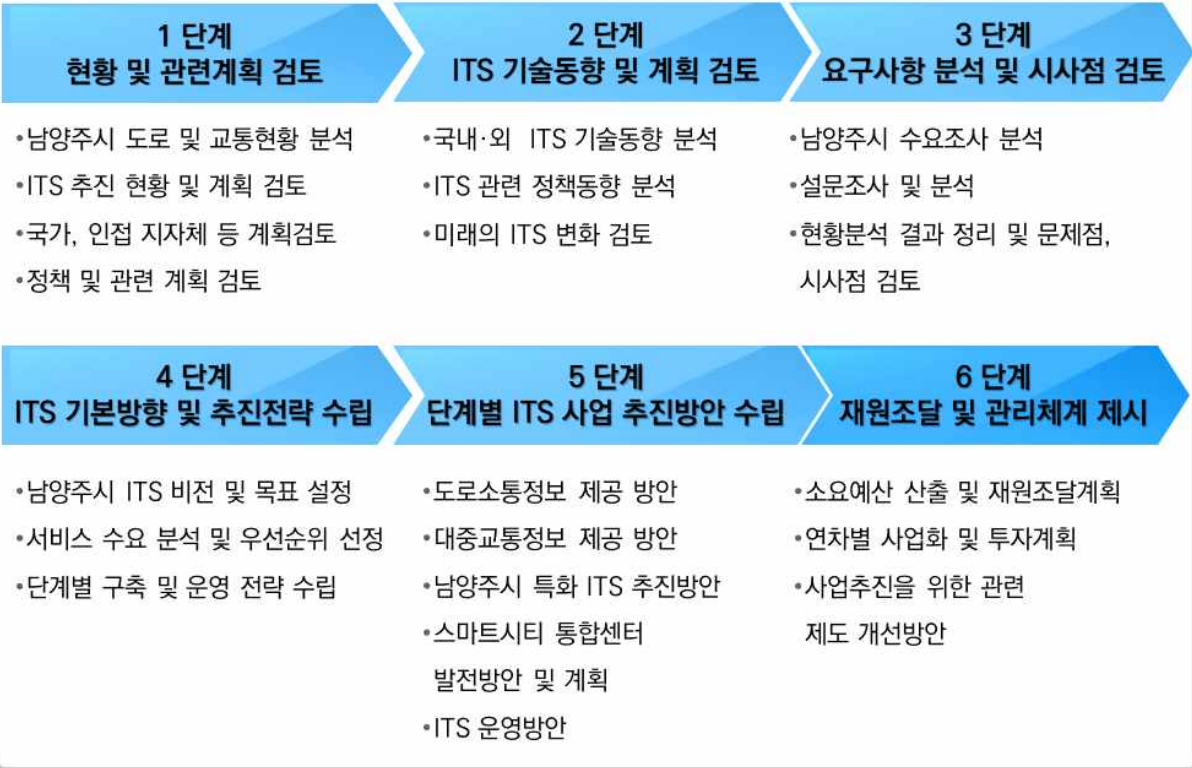 1 단계
현황 및 관련계획 검토
•남양주시 도로 및 교통현황 분석
•ITS 추진 현황 및 계획 검토
•국가, 인접 지자체 등 계획검토
•정책 및 관련 계획 검토
2 단계
ITS 기술동향 및 계획 검토
•국내·외 ITS 기술동향 분석
•ITS 관련 정책동향 분석
•미래의 ITS 변화 검토
3 단계
요구사항 분석 및 시사점 검토
•남양주시 수요조사 분석
•설문조사 및 분석
•현황분석 결과 정리 및 문제점,
시사점 검토
4 단계
ITS 기본방향 및 추진전략 수립
•남양주시 ITS 비전 및 목표 설정
•서비스 수요 분석 및 우선순위 선정
•단계별 구축 및 운영 전략 수립
5 단계
단계별 ITS 사업 추진방안 수립
•도로소통정보 제공 방안
•대중교통정보 제공 방안
•남양주시 특화 ITS 추진방안
•스마트시티 통합센터
발전방안 및 계획
•ITS 운영방안
6 단계
재원조달 및 관리체계 제시
•소요예산 산출 및 재원조달계획
•연차별 사업화 및 투자계획
•사업추진을 위한 관련
제도 개선방안